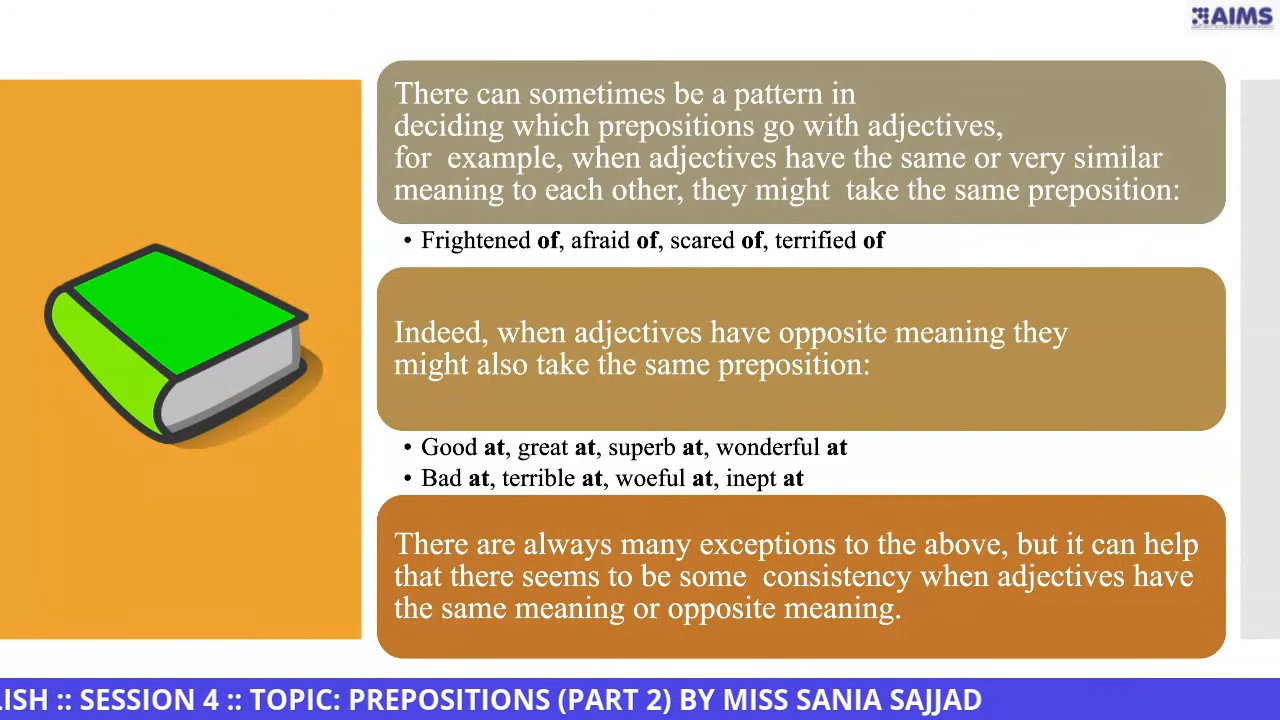 AIMS
There can sometimes be a pattern in
deciding which prepositions go with adjectives,
for example, when adjectives have the same or very similar
meaning to each other, they might take the same preposition:
• Frightened of, afraid of, scared of, terrified of
Indeed, when adjectives have opposite meaning they
might also take the same preposition:
• Good at, great at, superb at, wonderful at
• Bad at, terrible at, woeful at, inept at
There are always many exceptions to the above, but it can help
that there seems to be some consistency when adjectives have
the same meaning or opposite meaning.
LISH :: SESSION 4 :: TOPIC: PREPOSITIONS (PART 2) BY MISS SANIA SAJJAD